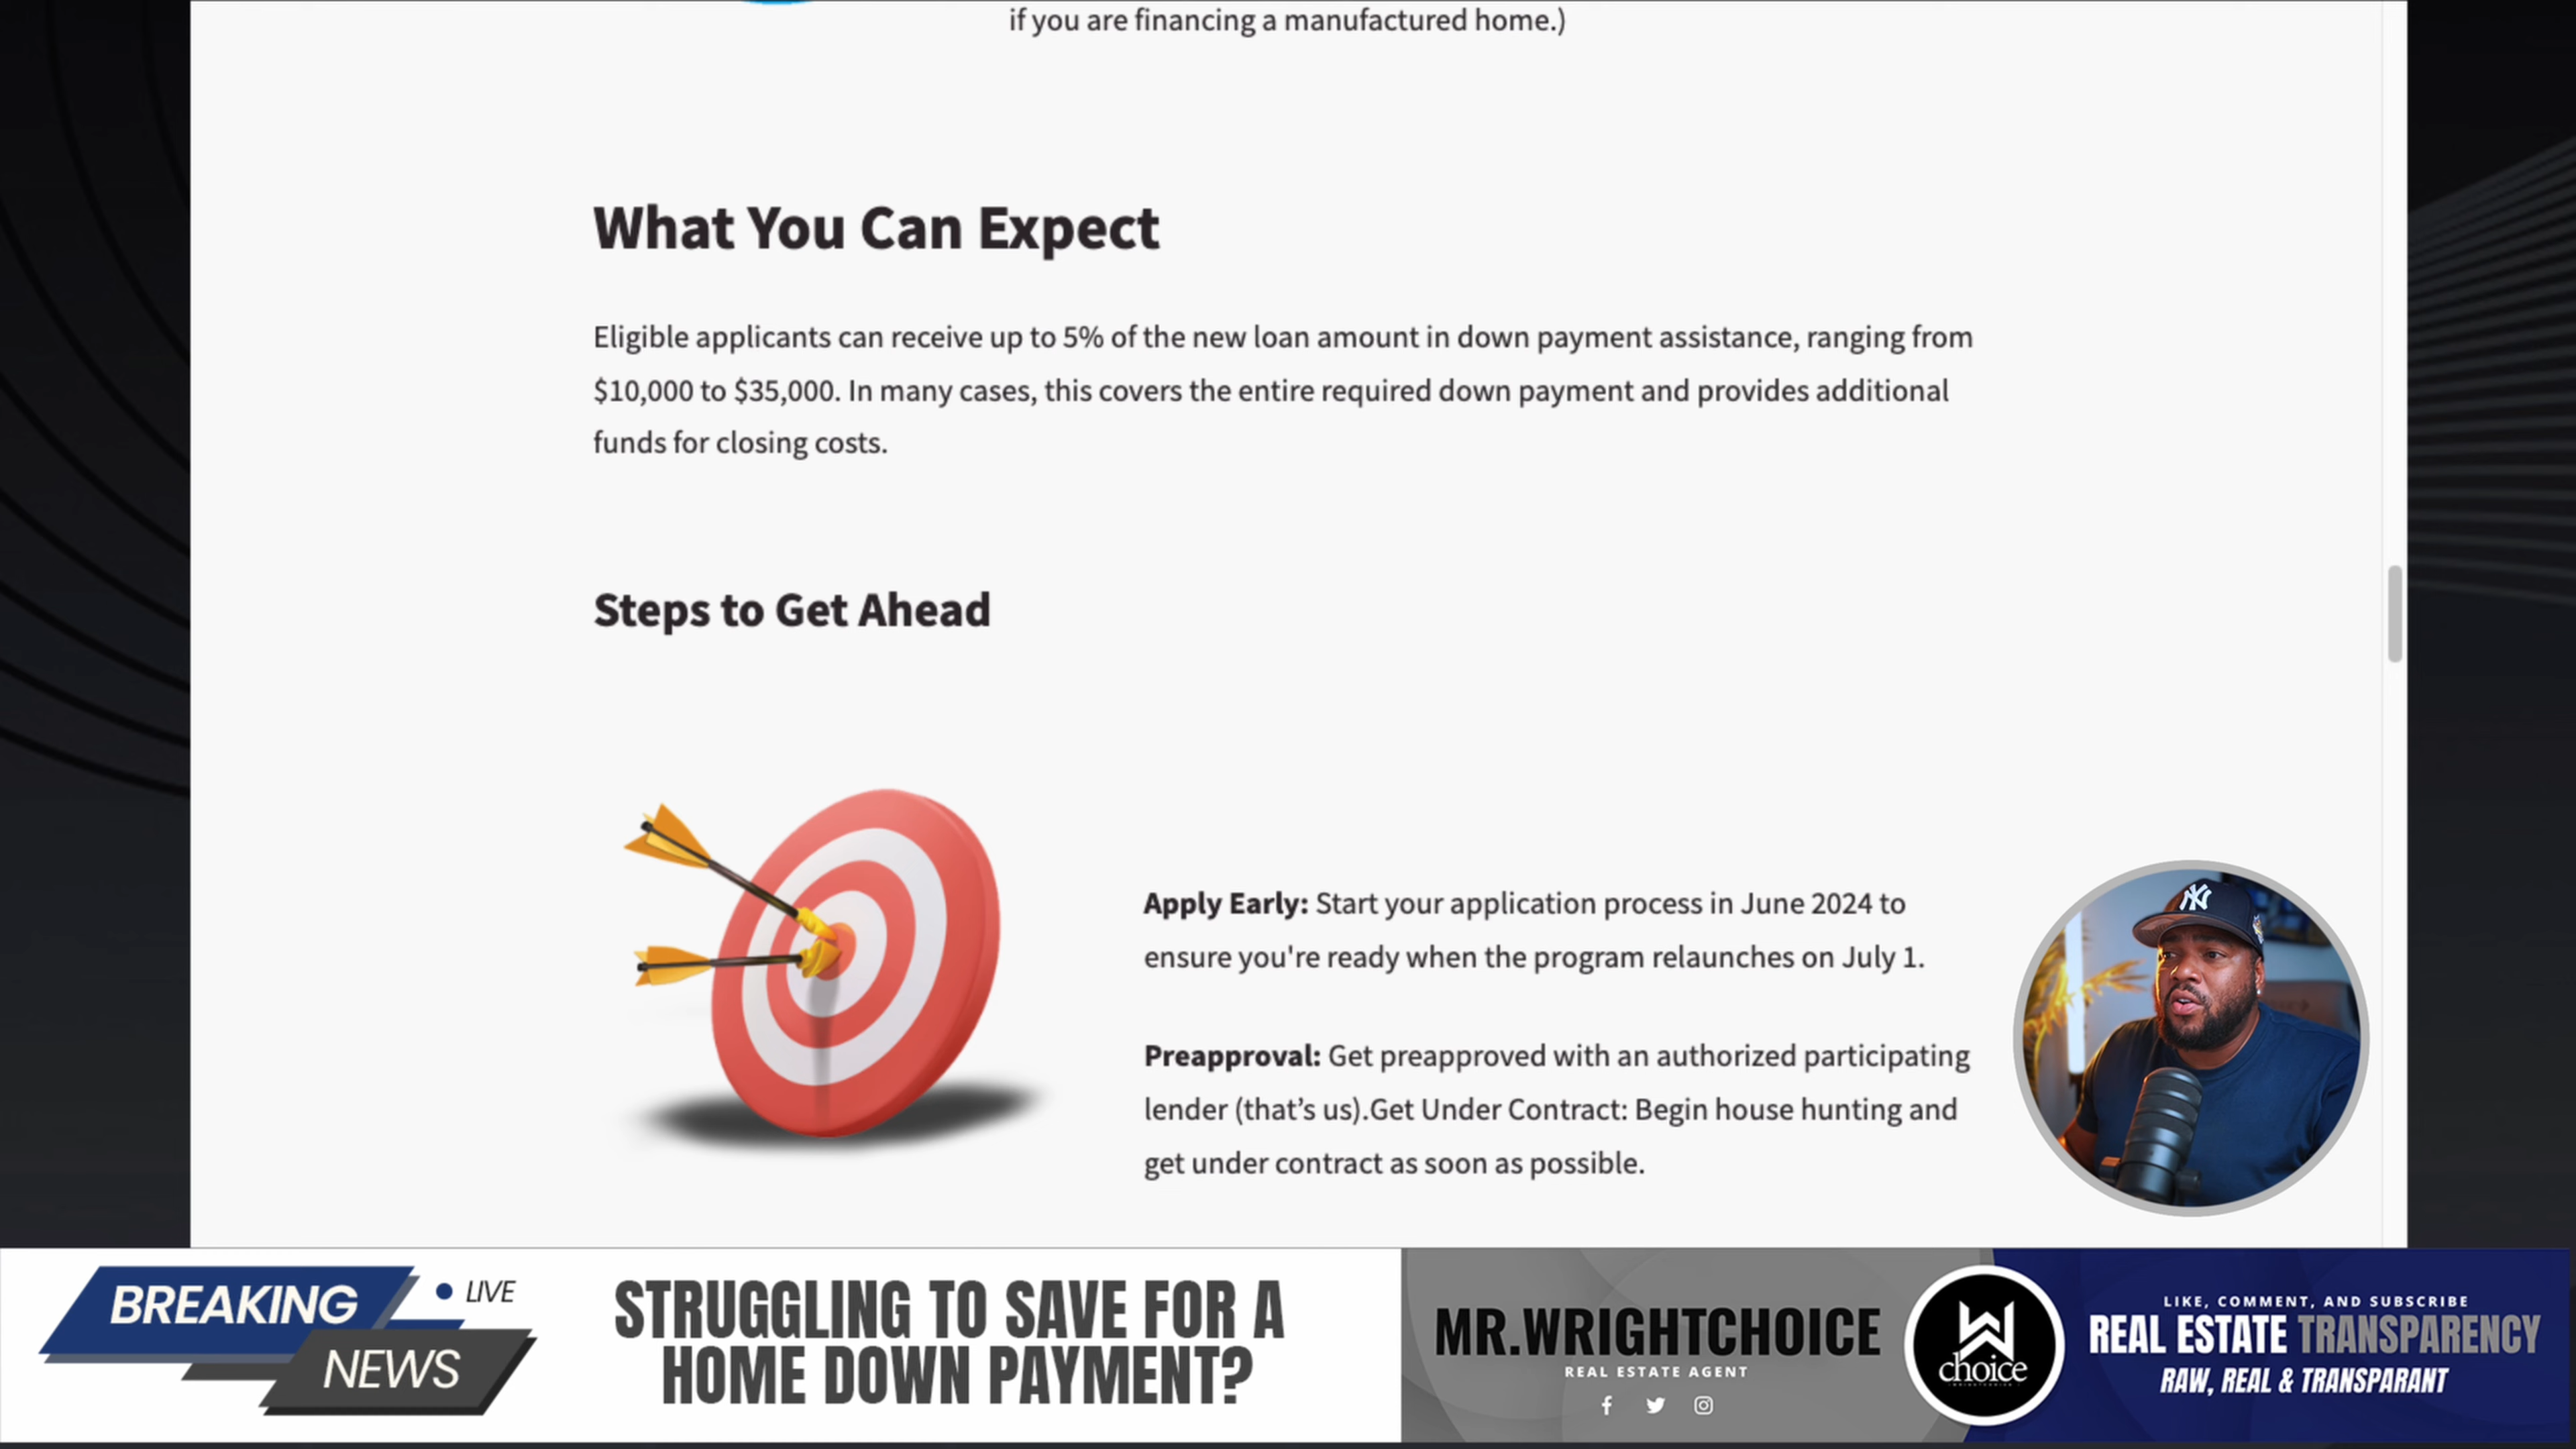 if you are financing a manufactured home.)
What You Can Expect
Eligible applicants can receive up to 5% of the new loan amount in down payment assistance, ranging from
$10,000 to $35,000. In many cases, this covers the entire required down payment and provides additional
funds for closing costs.
Steps to Get Ahead
Apply Early: Start your application process in June 2024 to
ensure you're ready when the program relaunches on July 1.
Preapproval: Get preapproved with an authorized participating
lender (that’s us).Get Under Contract: Begin house hunting and
get under contract as soon as possible.
NY
BREAKING
NEWS
LIVE
STRUGGLING TO SAVE FOR A
HOME DOWN PAYMENT?
MR.WRIGHTCHOICE
REAL ESTATE AGENT
choice
LIKE, COMMENT, AND SUBSCRIBE
REAL ESTATE TRANSPARENCY
RAW, REAL & TRANSPARANT